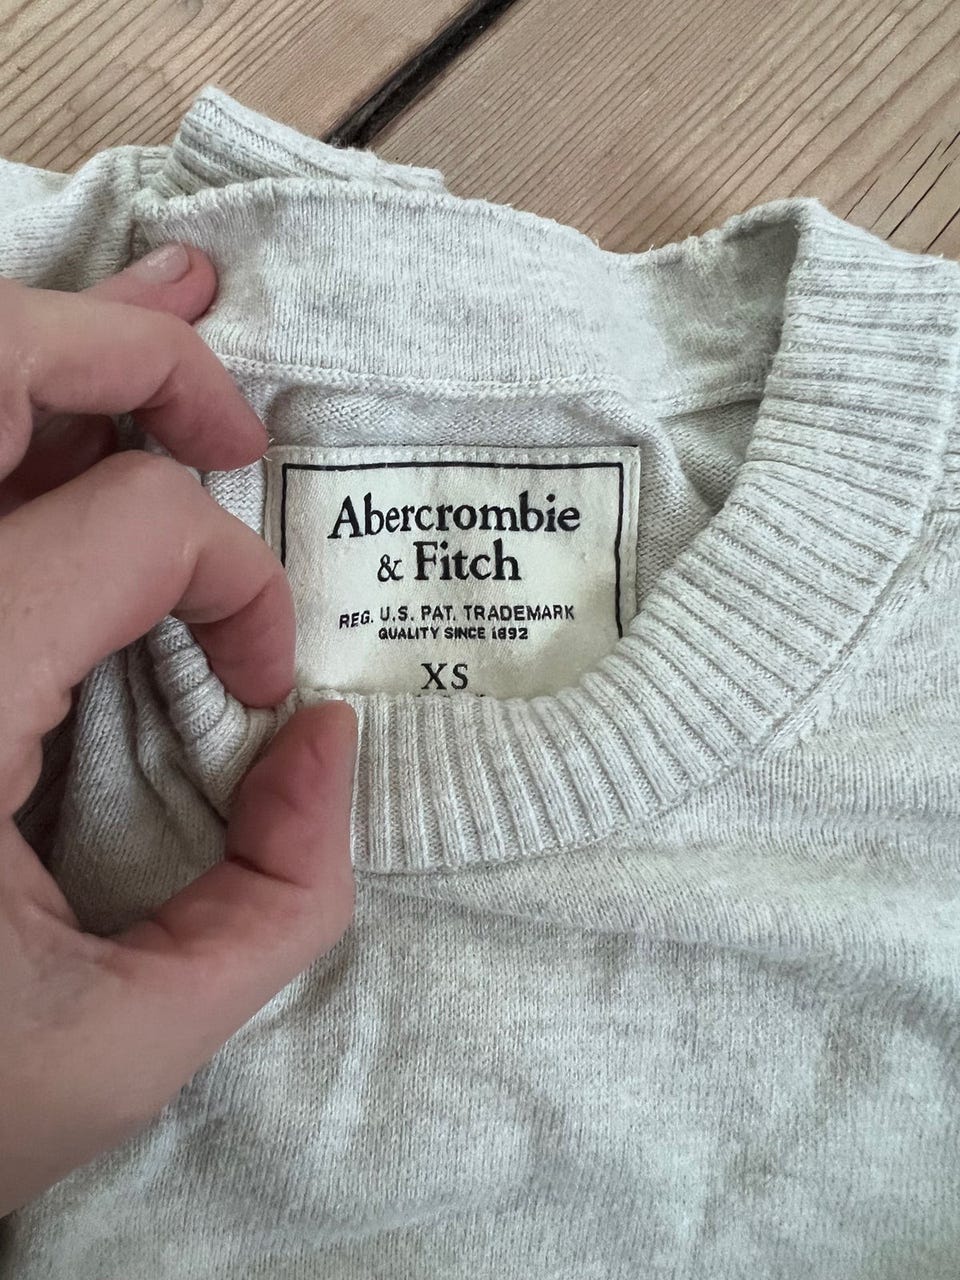 Abercrombie
& Fitch
REG. U.S. PAT. TRADEMARK
QUALITY SINCE 1892
XS